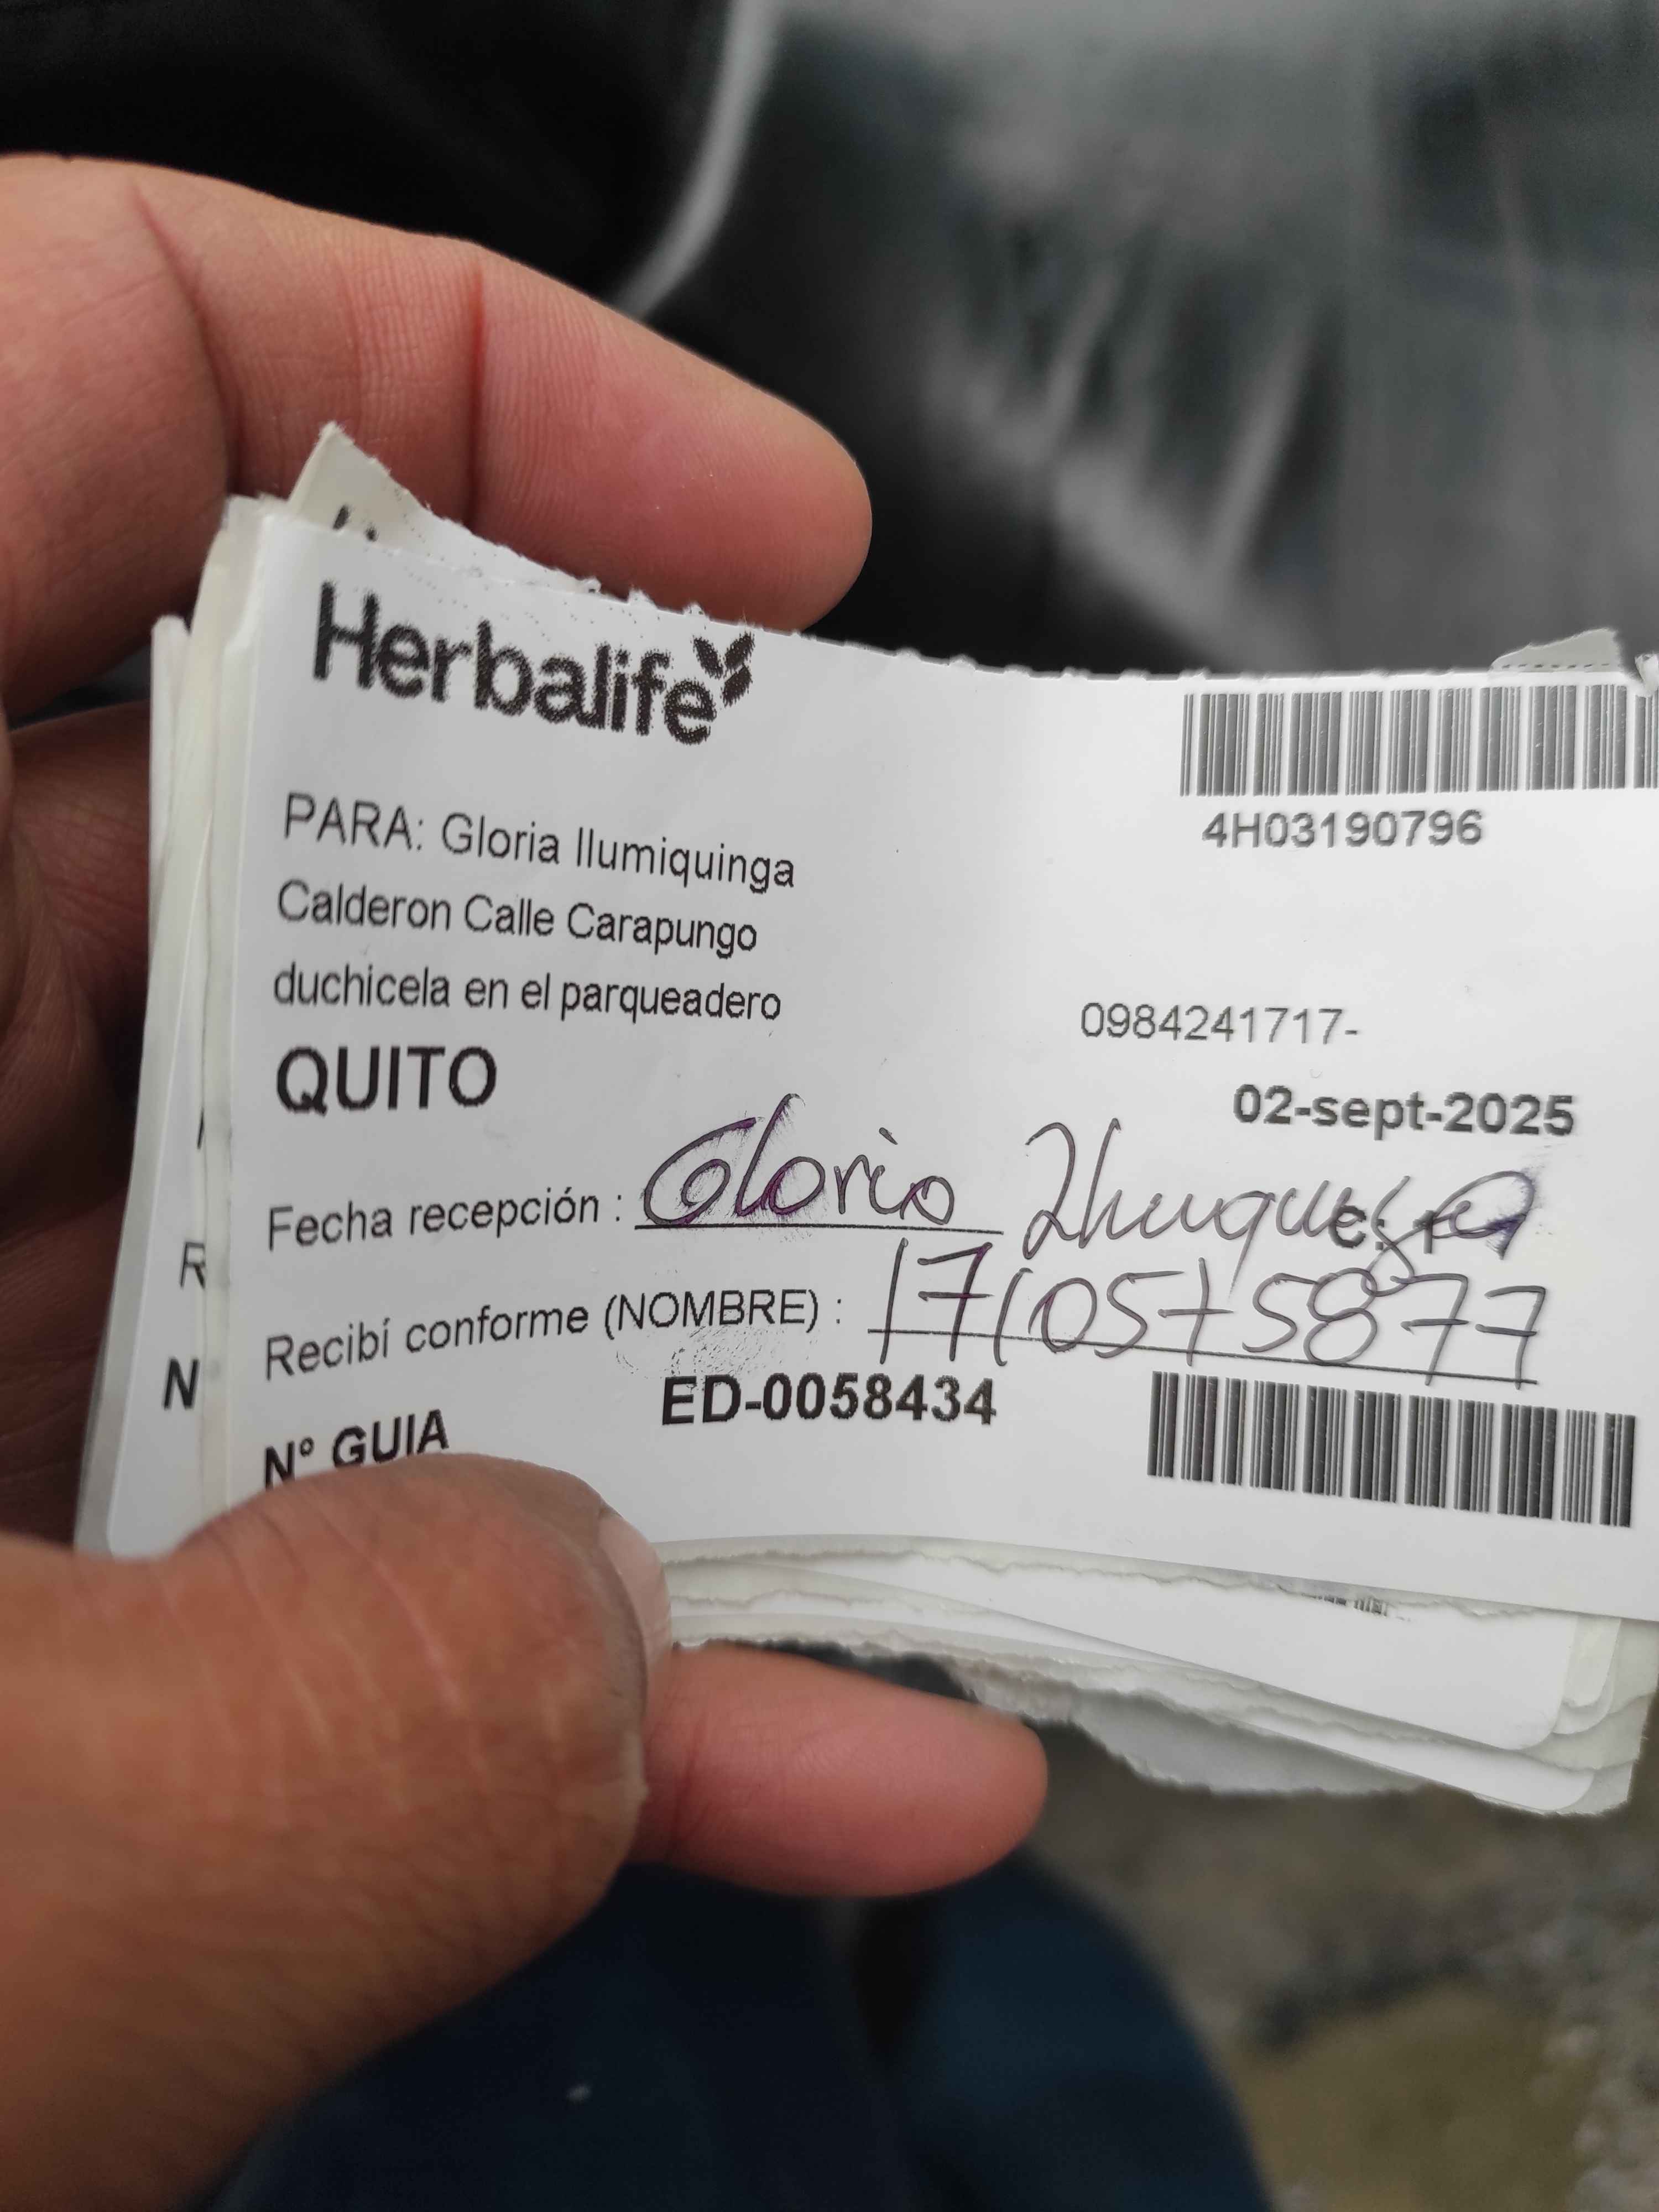 Herbalife
4H03190796
PARA: Gloria Ilumiquinga
Calderon Calle Carapungo
duchicela en el parqueadero
0984241717-
QUITO
02-sept-2025
Fecha recepción : Gloria
Recibí conforme (NOMBRE) : 1710575877
Nº GUIA
ED-0058434
R
N